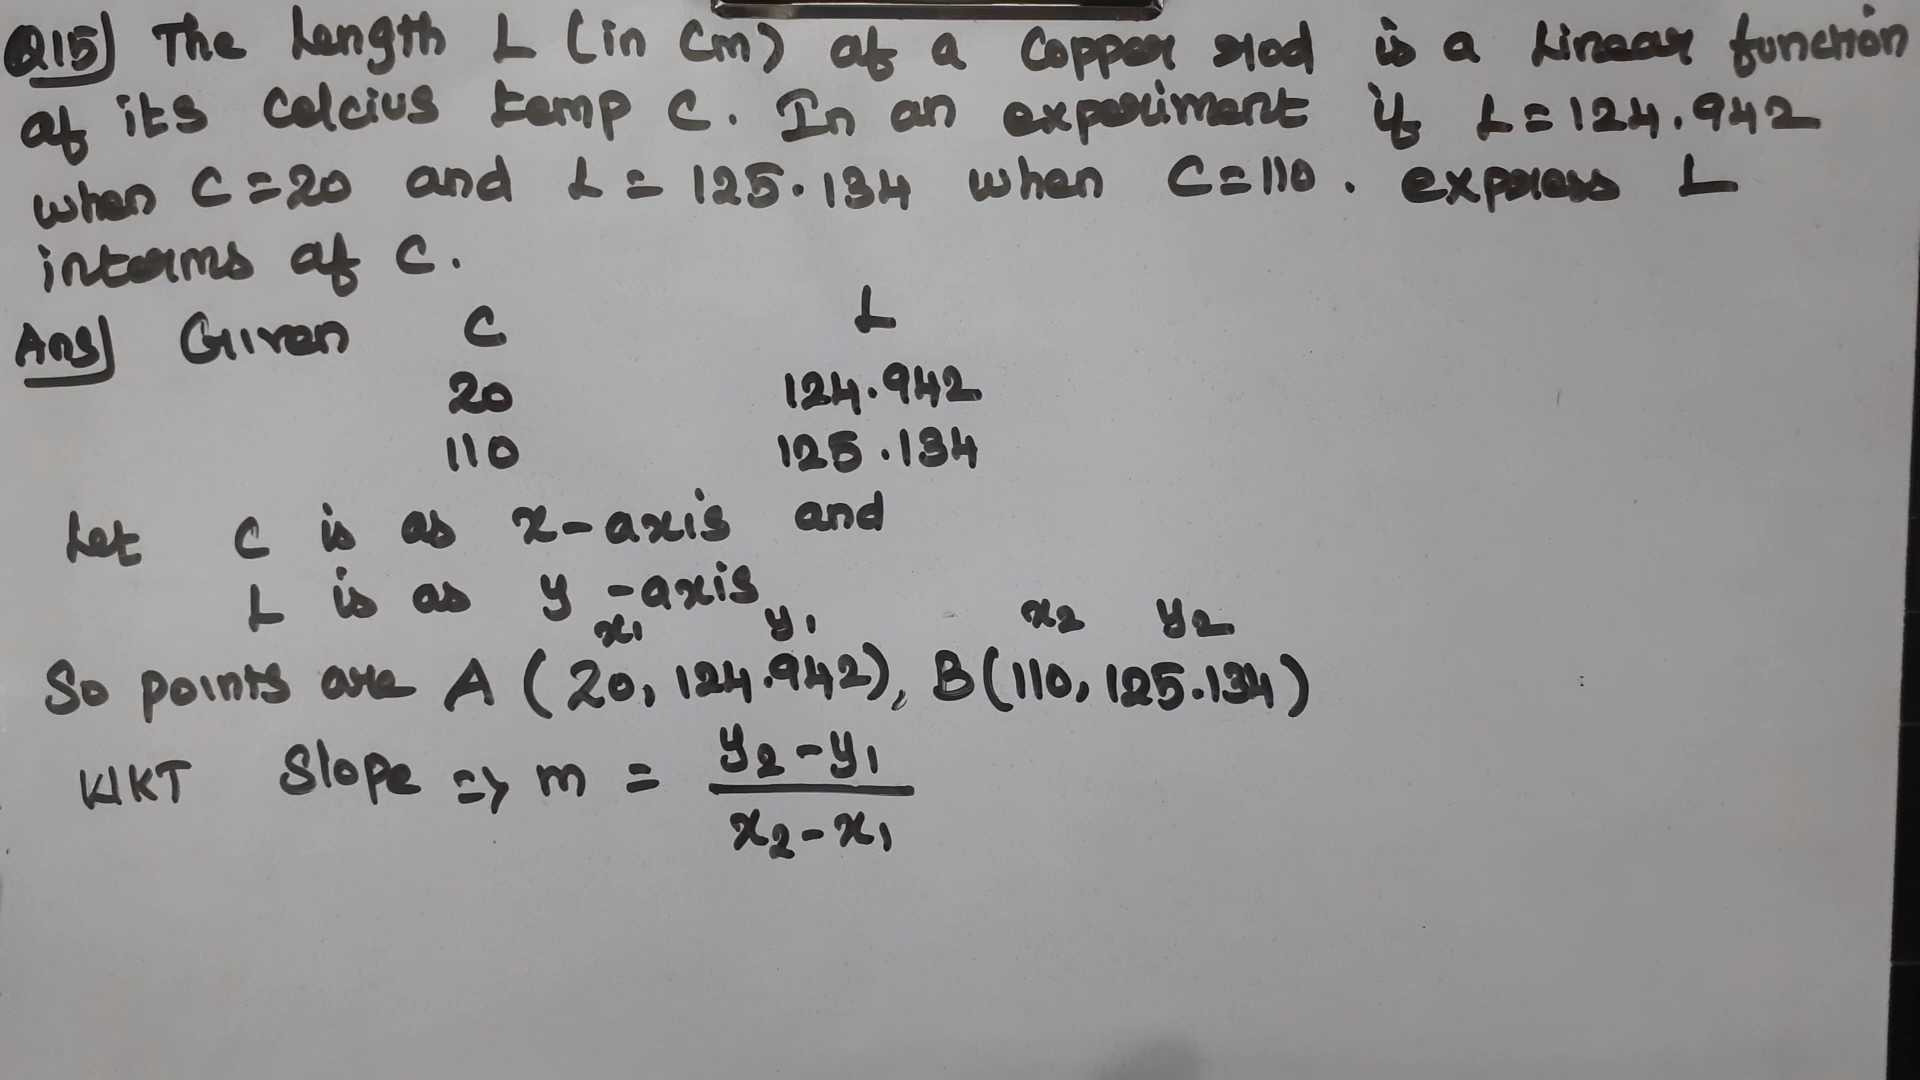 Q15) The Length L (in cm) of a Copper rod is a Linear function
of its Celcius temp C. In an experiment if L = 124.942
when C = 20 and L = 125.134 when C = 110. express L
interms of C.
Ans) Given C L
20 124.942
110 125.134
Let C is as x-axis and
L is as y-axis
x1 y1 x2 y2
So points are A (20, 124.942), B(110, 125.134)
WKT Slope => m = y2-y1
x2-x1